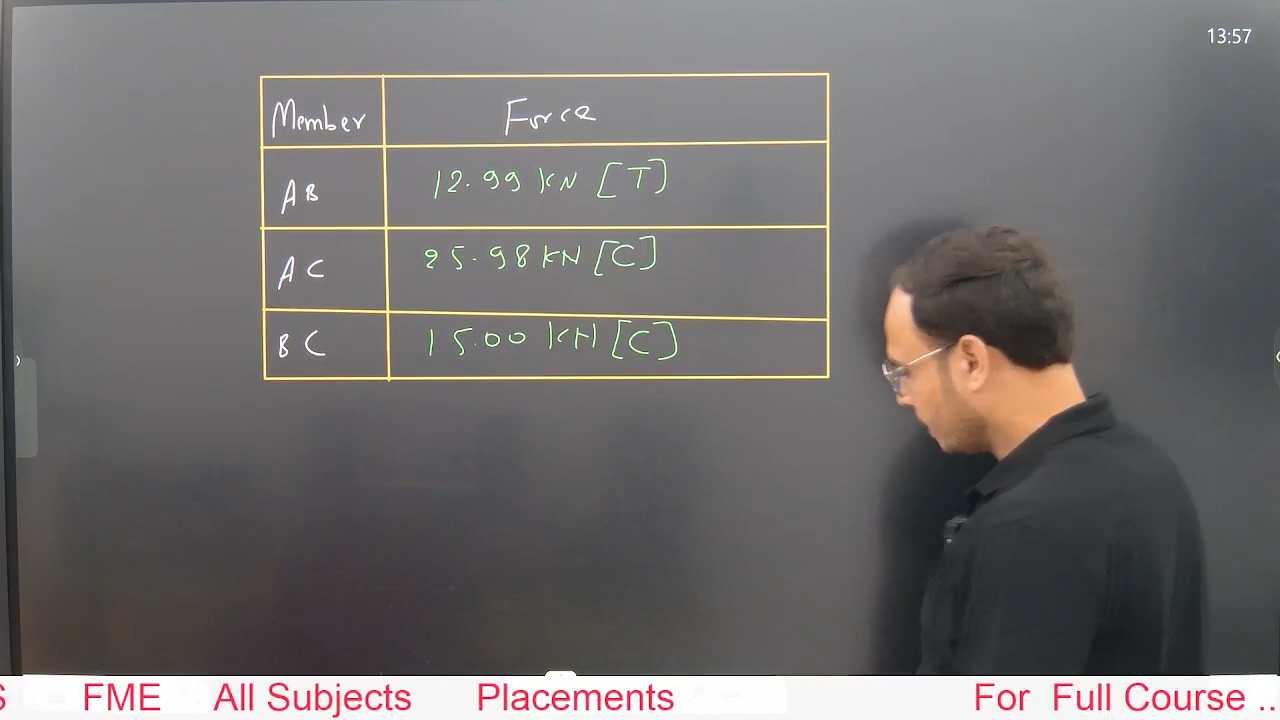 13:57
Member Force
AB 12.99 KN [T]
AC 25.98 KN [C]
BC 15.00 KN [C]
S FME All Subjects Placements For Full Course ..